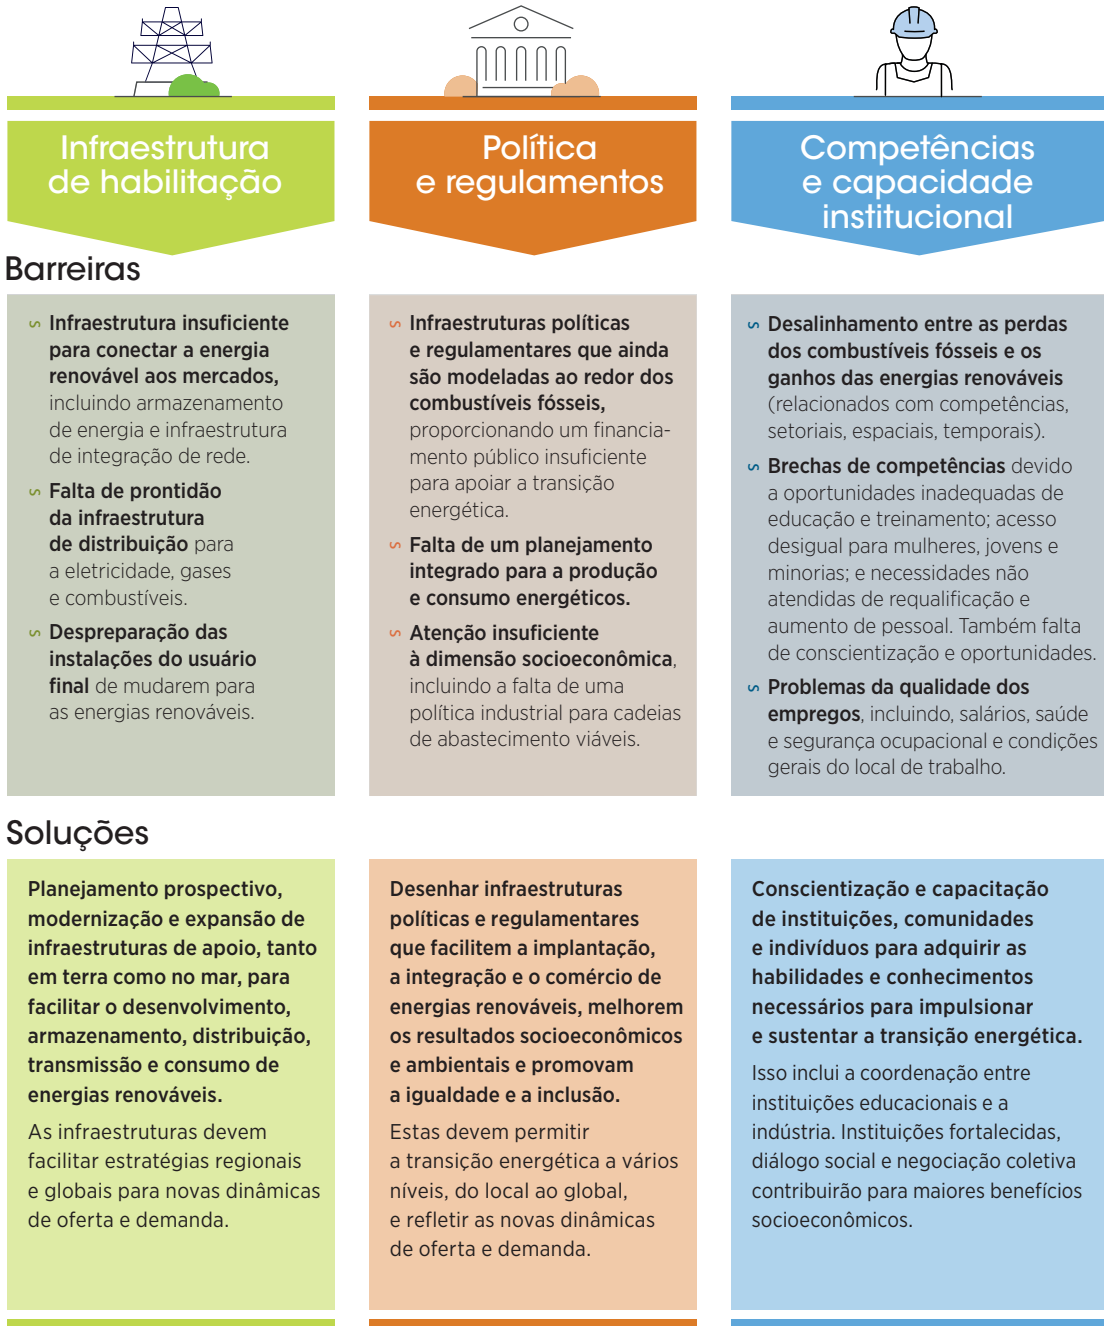 Infraestrutura
de habilitação
Política
e regulamentos
Competências
e capacidade
institucional
Barreiras
Infraestrutura insuficiente
para conectar a energia
renovável aos mercados,
incluindo armazenamento
de energia e infraestrutura
de integração de rede.
Falta de prontidão
da infraestrutura
de distribuição para
a eletricidade, gases
e combustíveis.
Despreparação das
instalações do usuário
final de mudarem para
as energias renováveis.
Infraestruturas políticas
e regulamentares que ainda
são modeladas ao redor dos
combustíveis fósseis,
proporcionando um financia-
mento público insuficiente
para apoiar a transição
energética.
Falta de um planejamento
integrado para a produção
e consumo energéticos.
Atenção insuficiente
à dimensão socioeconômica,
incluindo a falta de uma
política industrial para cadeias
de abastecimento viáveis.
Desalinhamento entre as perdas
dos combustíveis fósseis e os
ganhos das energias renováveis
(relacionados com competências,
setoriais, espaciais, temporais).
Brechas de competências devido
a oportunidades inadequadas de
educação e treinamento; acesso
desigual para mulheres, jovens e
minorias; e necessidades não
atendidas de requalificação e
aumento de pessoal. Também falta
de conscientização e oportunidades.
Problemas da qualidade dos
empregos, incluindo, salários, saúde
e segurança ocupacional e condições
gerais do local de trabalho.
Soluções
Planejamento prospectivo,
modernização e expansão de
infraestruturas de apoio, tanto
em terra como no mar, para
facilitar o desenvolvimento,
armazenamento, distribuição,
transmissão e consumo de
energias renováveis.
As infraestruturas devem
facilitar estratégias regionais
e globais para novas dinâmicas
de oferta e demanda.
Desenhar infraestruturas
políticas e regulamentares
que facilitem a implantação,
a integração e o comércio de
energias renováveis, melhorem
os resultados socioeconômicos
e ambientais e promovam
a igualdade e a inclusão.
Estas devem permitir
a transição energética a vários
níveis, do local ao global,
e refletir as novas dinâmicas
de oferta e demanda.
Conscientização e capacitação
de instituições, comunidades
e indivíduos para adquirir as
habilidades e conhecimentos
necessários para impulsionar
e sustentar a transição energética.
Isso inclui a coordenação entre
instituições educacionais e a
indústria. Instituições fortalecidas,
diálogo social e negociação coletiva
contribuirão para maiores benefícios
socioeconômicos.